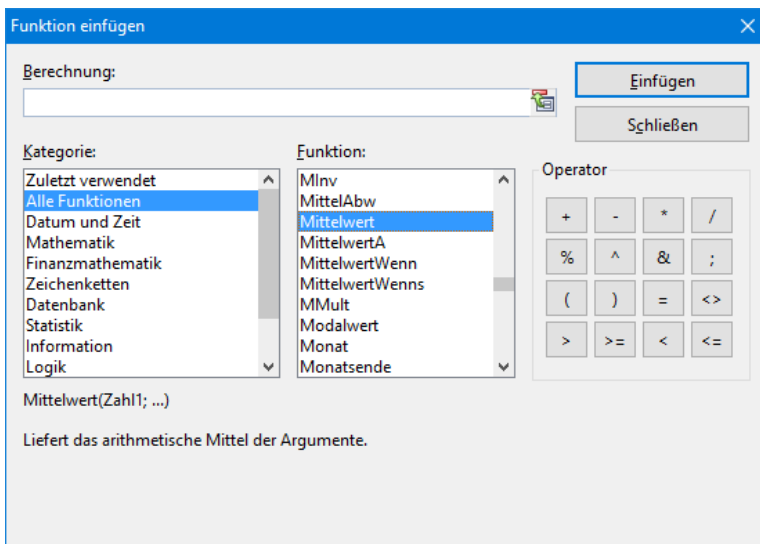 Funktion einfügen
Berechnung:
Einfügen
Schließen
Kategorie:
Zuletzt verwendet
Alle Funktionen
Datum und Zeit
Mathematik
Finanzmathematik
Zeichenketten
Datenbank
Statistik
Information
Logik
Funktion:
MInv
MittelAbw
Mittelwert
MittelwertA
MittelwertWenn
MittelwertWenns
MMult
Modalwert
Monat
Monatsende
Operator
+ - * /
% ^ & ;
( ) = <>
> >= < <=
Mittelwert(Zahl1; ...)
Liefert das arithmetische Mittel der Argumente.